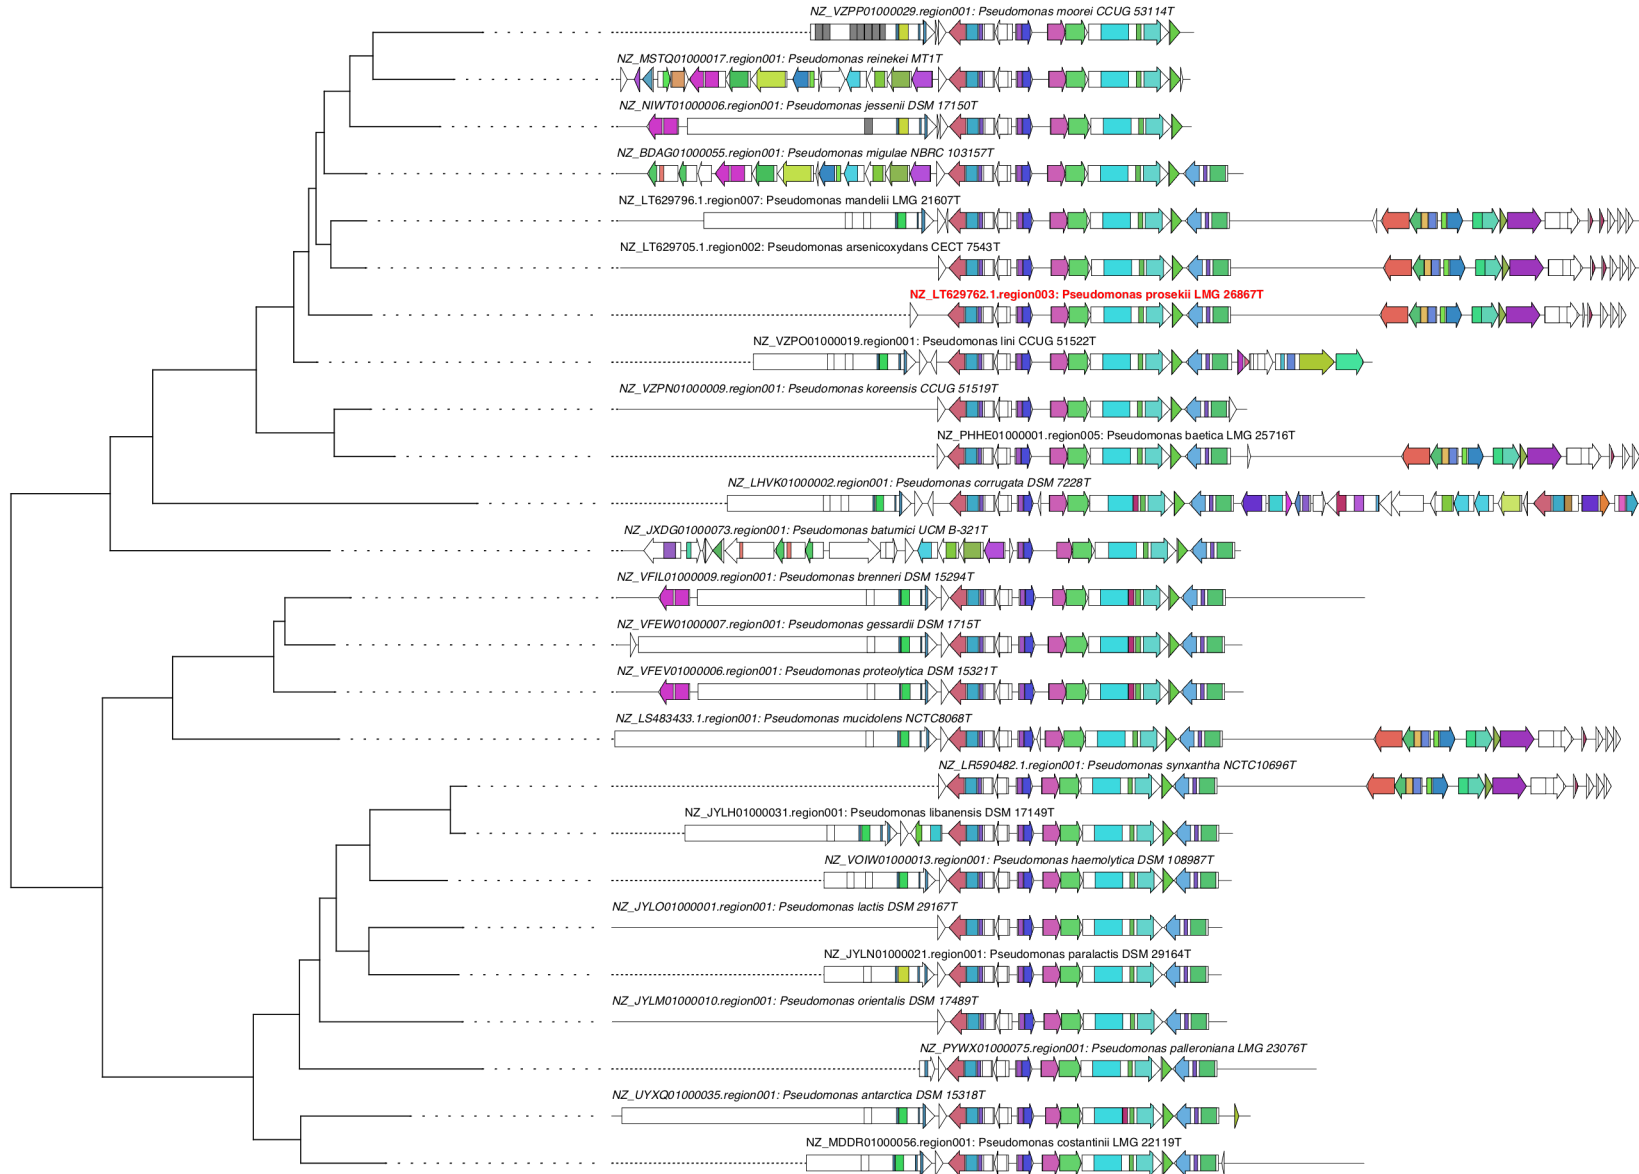 NZ_VZPP01000029.region001: Pseudomonas moorei CCUG 53114T
NZ_MSTQ01000017.region001: Pseudomonas reinekei MT1T
NZ_NIWT01000006.region001: Pseudomonas jessenii DSM 17150T
NZ_BDAG01000055.region001: Pseudomonas migulae NBRC 103157T
NZ_LT629796.1.region007: Pseudomonas mandelii LMG 21607T
NZ_LT629705.1.region002: Pseudomonas arsenicoxydans CECT 7543T
NZ_LT629762.1.region003: Pseudomonas prosekii LMG 26867T
NZ_VZPO01000019.region001: Pseudomonas lini CCUG 51522T
NZ_VZPN01000009.region001: Pseudomonas koreensis CCUG 51519T
NZ_PHHE01000001.region005: Pseudomonas baetica LMG 25716T
NZ_LHVK01000002.region001: Pseudomonas corrugata DSM 7228T
NZ_JXDG01000073.region001: Pseudomonas batumici UCM B-321T
NZ_VFIL01000009.region001: Pseudomonas brenneri DSM 15294T
NZ_VFEW01000007.region001: Pseudomonas gessardii DSM 1715T
NZ_VFEV01000006.region001: Pseudomonas proteolytica DSM 15321T
NZ_LS483433.1.region001: Pseudomonas mucidolens NCTC8068T
NZ_LR590482.1.region001: Pseudomonas synxantha NCTC10696T
NZ_JYLH01000031.region001: Pseudomonas libanensis DSM 17149T
NZ_VOIW01000013.region001: Pseudomonas haemolytica DSM 108987T
NZ_JYLO01000001.region001: Pseudomonas lactis DSM 29167T
NZ_JYLN01000021.region001: Pseudomonas paralactis DSM 29164T
NZ_JYLM01000010.region001: Pseudomonas orientalis DSM 17489T
NZ_PYWX01000075.region001: Pseudomonas palleroniana LMG 23076T
NZ_UYXQ01000035.region001: Pseudomonas antarctica DSM 15318T
NZ_MDDR01000056.region001: Pseudomonas costantinii LMG 22119T